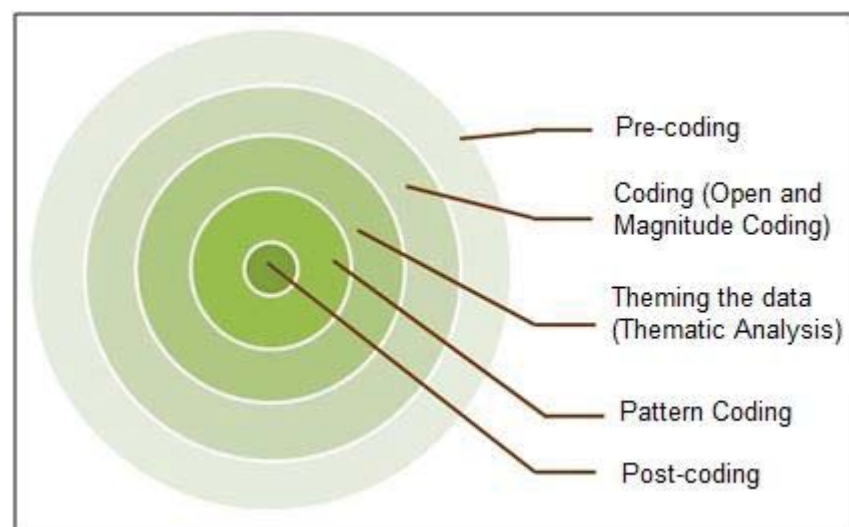 Pre-coding
Coding (Open and
Magnitude Coding)
Theming the data
(Thematic Analysis)
Pattern Coding
Post-coding